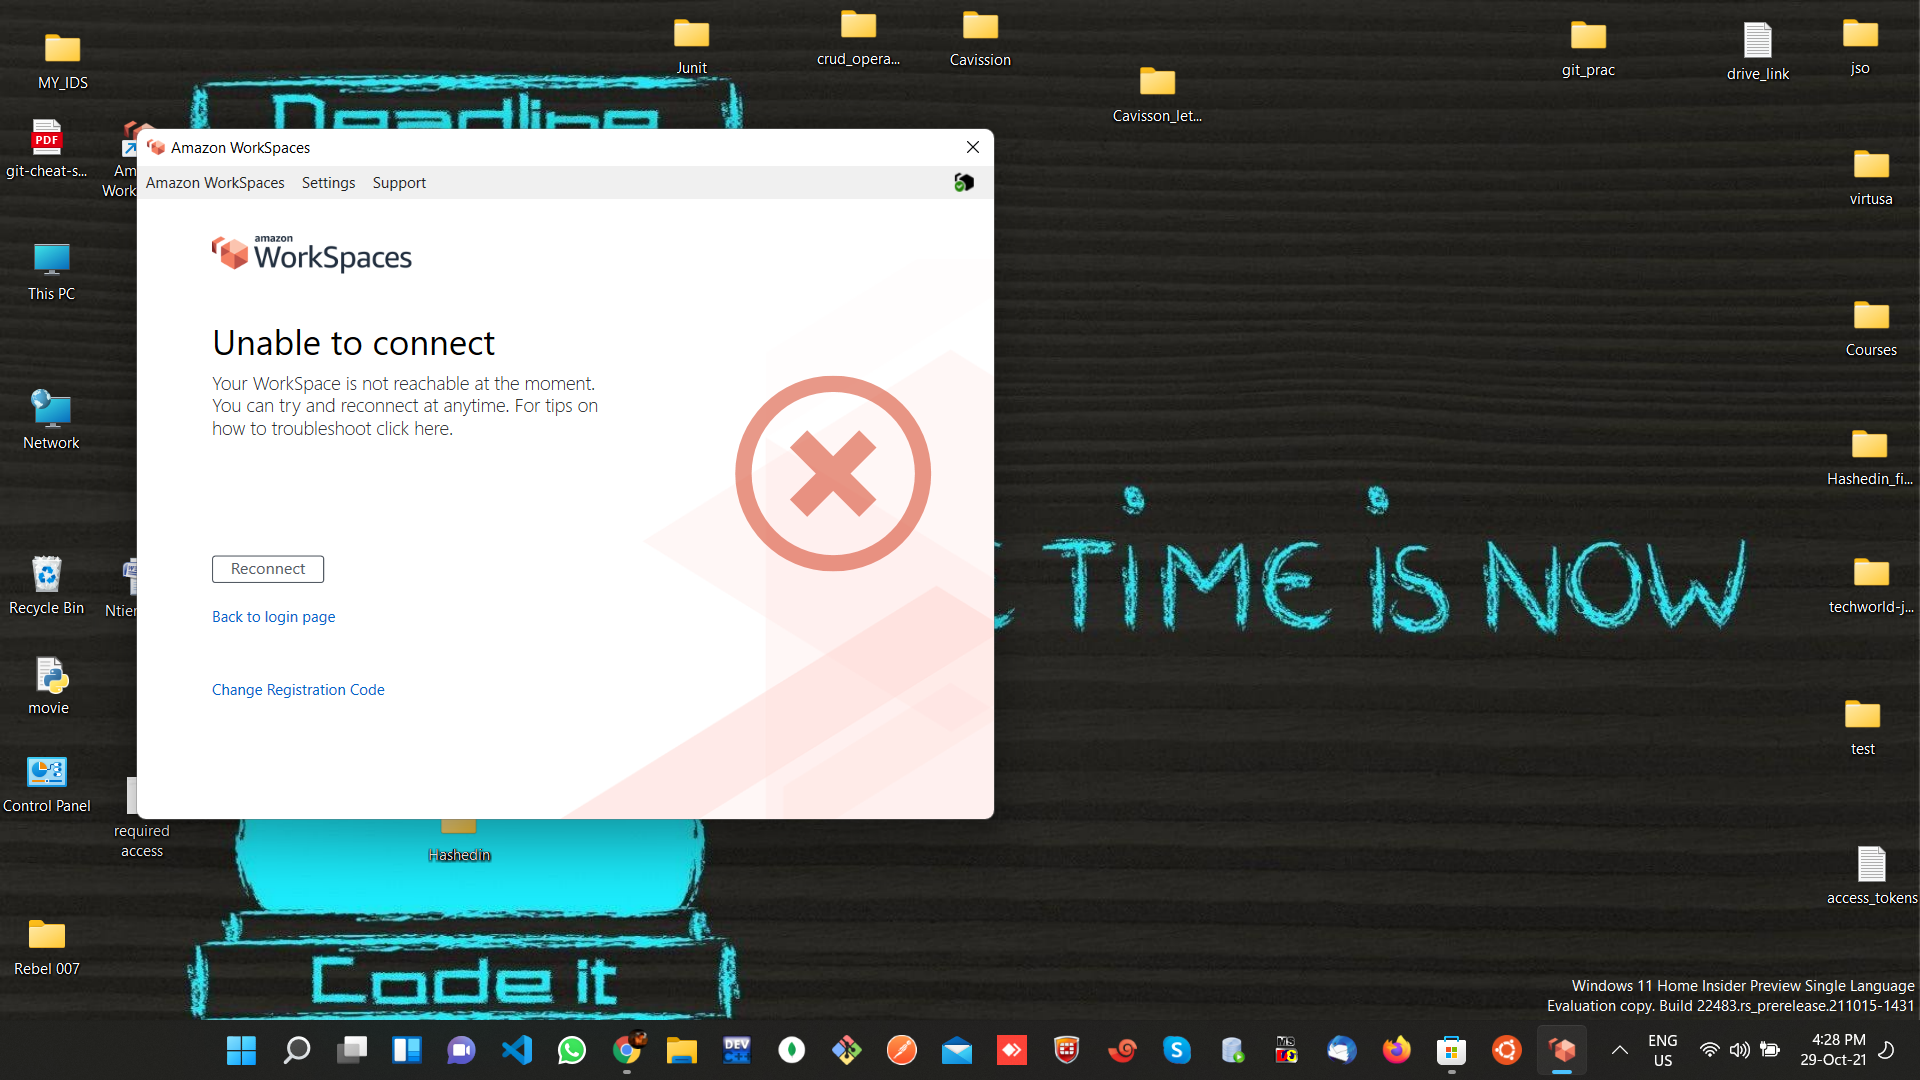 MY_IDS
Junit
crud_opera...
Cavission
Cavisson_let...
git_prac
drive_link
jso
Deadline
PDF
git-cheat-s...
Am
Work
This PC
Network
Recycle Bin
Ntier
movie
Control Panel
required
access
Rebel 007
Amazon WorkSpaces
Amazon WorkSpaces Settings Support
amazon
WorkSpaces
Unable to connect
Your WorkSpace is not reachable at the moment.
You can try and reconnect at anytime. For tips on
how to troubleshoot click here.
Reconnect
Back to login page
Change Registration Code
Hashedin
TiME iS NOW
Code it
virtusa
Courses
Hashedin_fi...
techworld-j...
test
access_tokens
Windows 11 Home Insider Preview Single Language
Evaluation copy. Build 22483.rs_prerelease.211015-1431
DEV
S
MS
ENG
US
4:28 PM
29-Oct-21